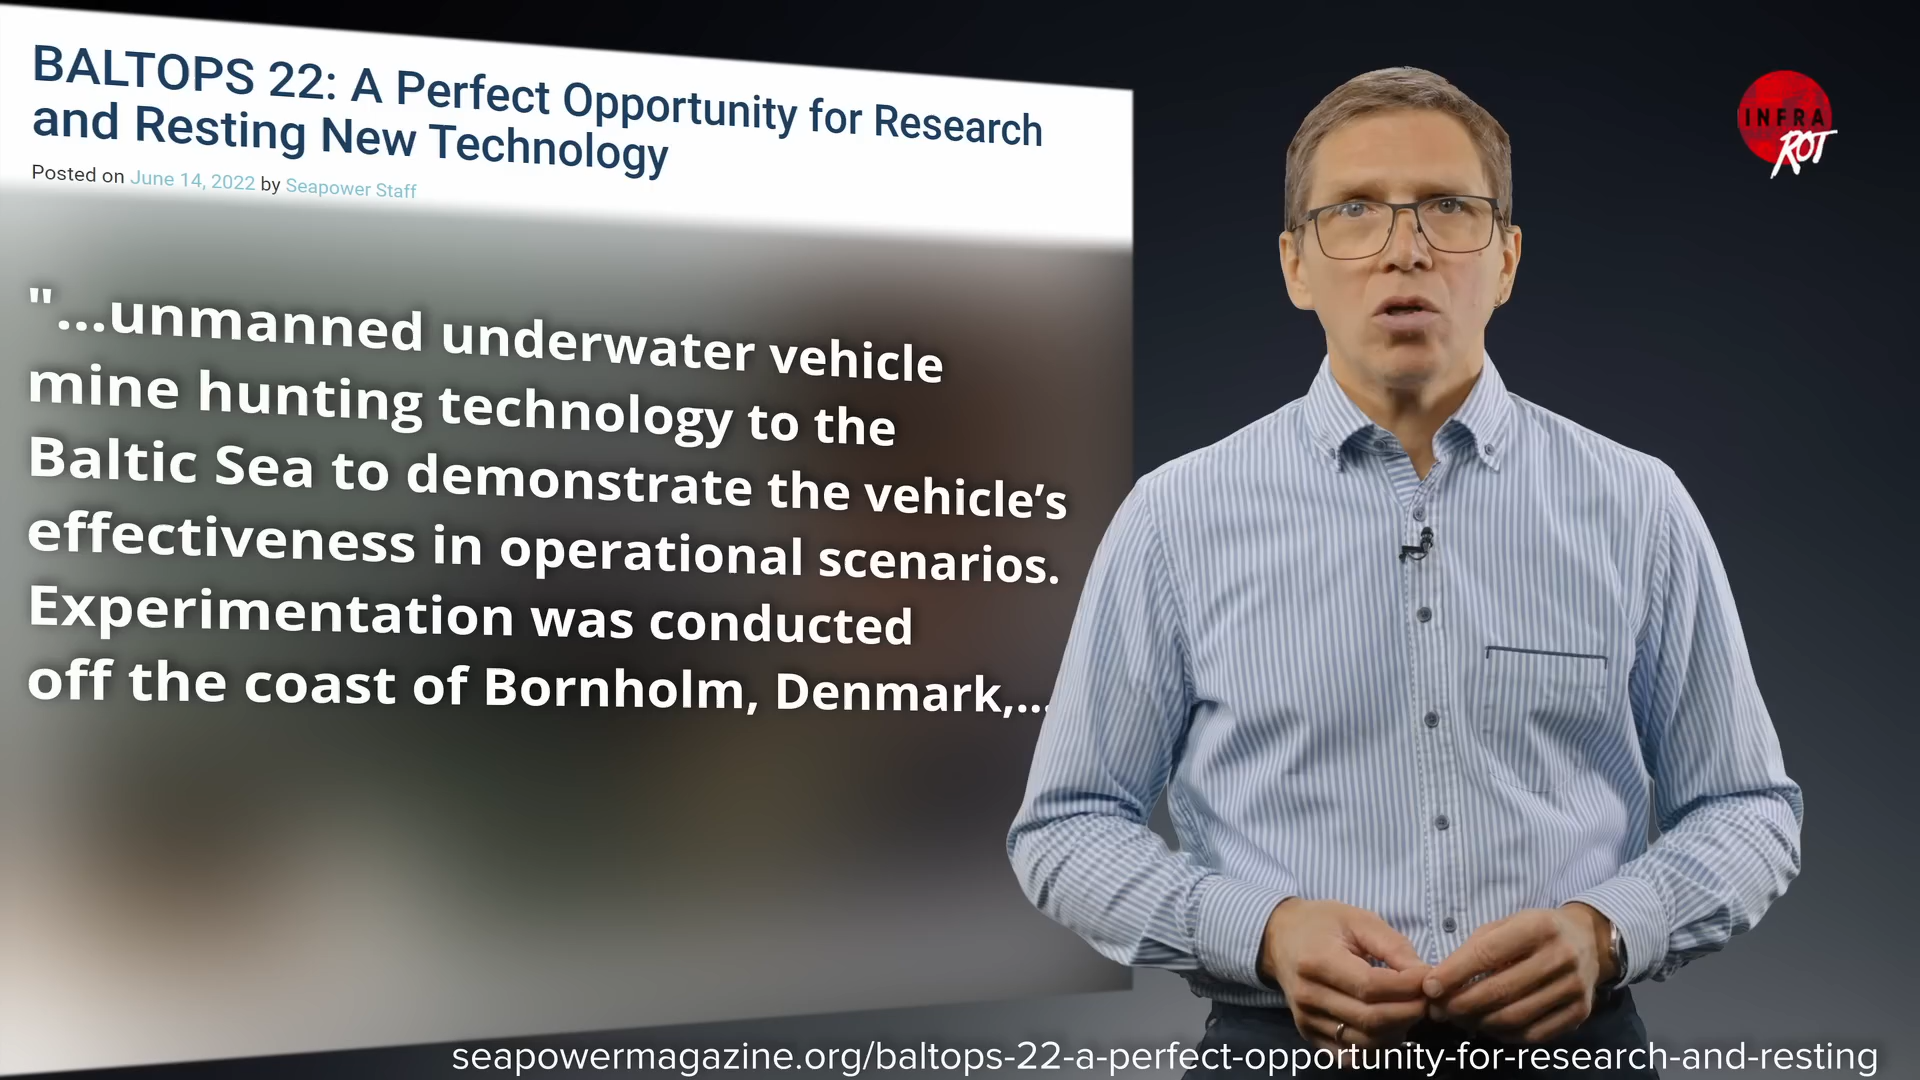 BALTOPS 22: A Perfect Opportunity for Research
and Resting New Technology
Posted on June 14, 2022 by Seapower Staff
"...unmanned underwater vehicle
mine hunting technology to the
Baltic Sea to demonstrate the vehicle’s
effectiveness in operational scenarios.
Experimentation was conducted
off the coast of Bornholm, Denmark,...
INFRA
ROT
seapowermagazine.org/baltops-22-a-perfect-opportunity-for-research-and-resting